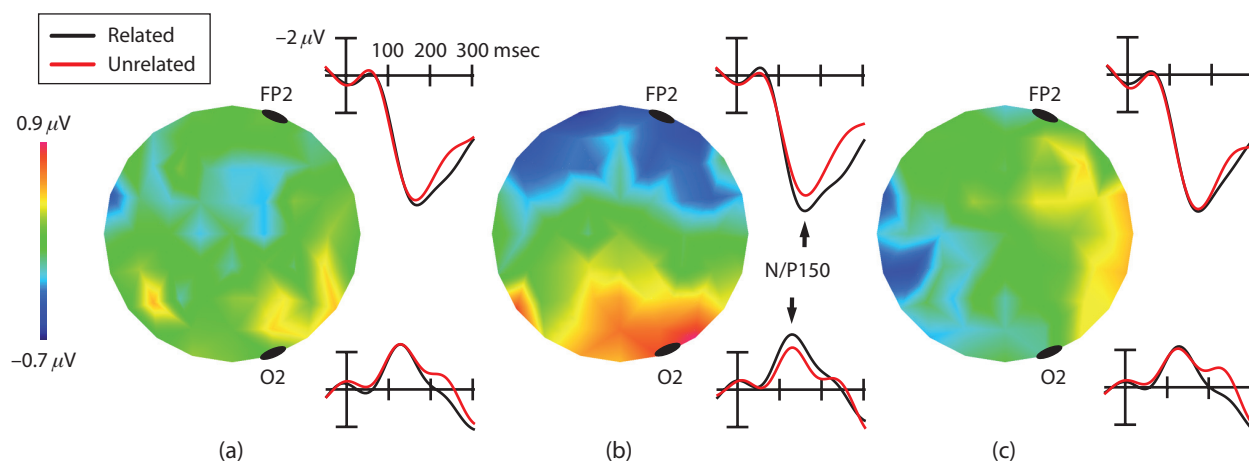 Related
Unrelated
−2 μV
100 200 300 msec
FP2
FP2
FP2
0.9 μV
−0.7 μV
N/P150
O2
O2
O2
(a)
(b)
(c)